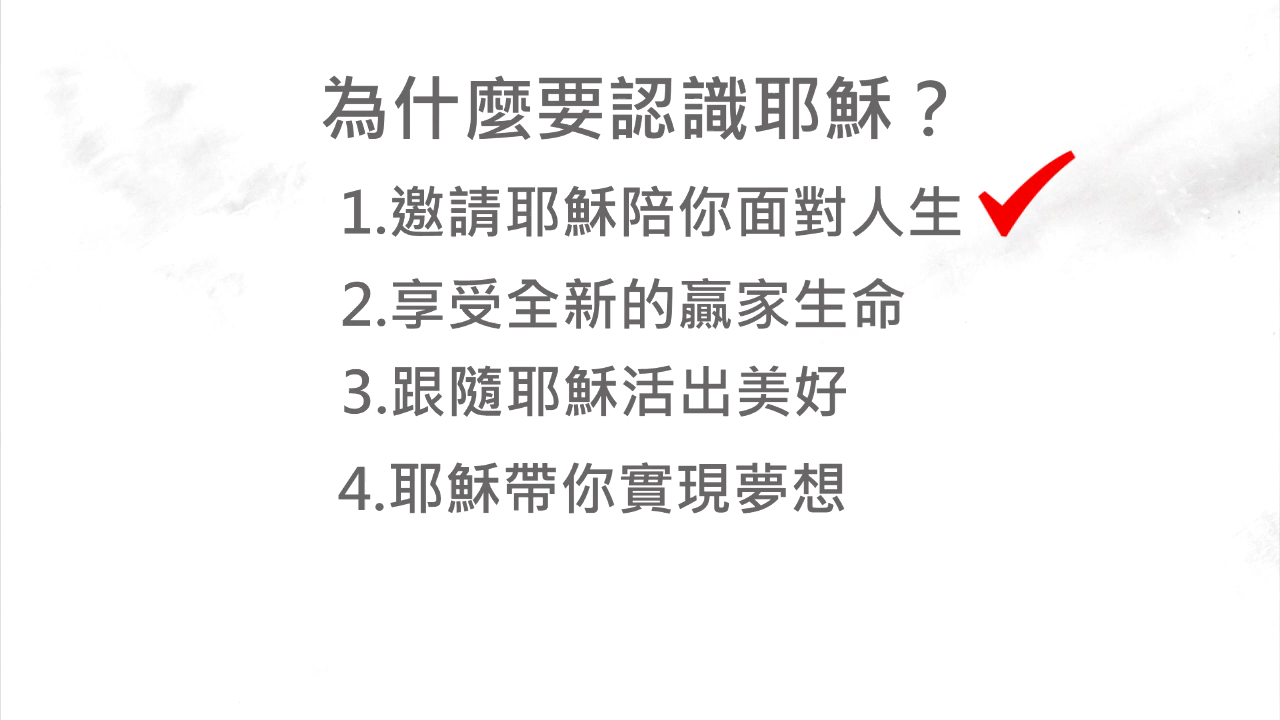 為什麼要認識耶穌？
1.邀請耶穌陪你面對人生
2.享受全新的贏家生命
3.跟隨耶穌活出美好
4.耶穌帶你實現夢想